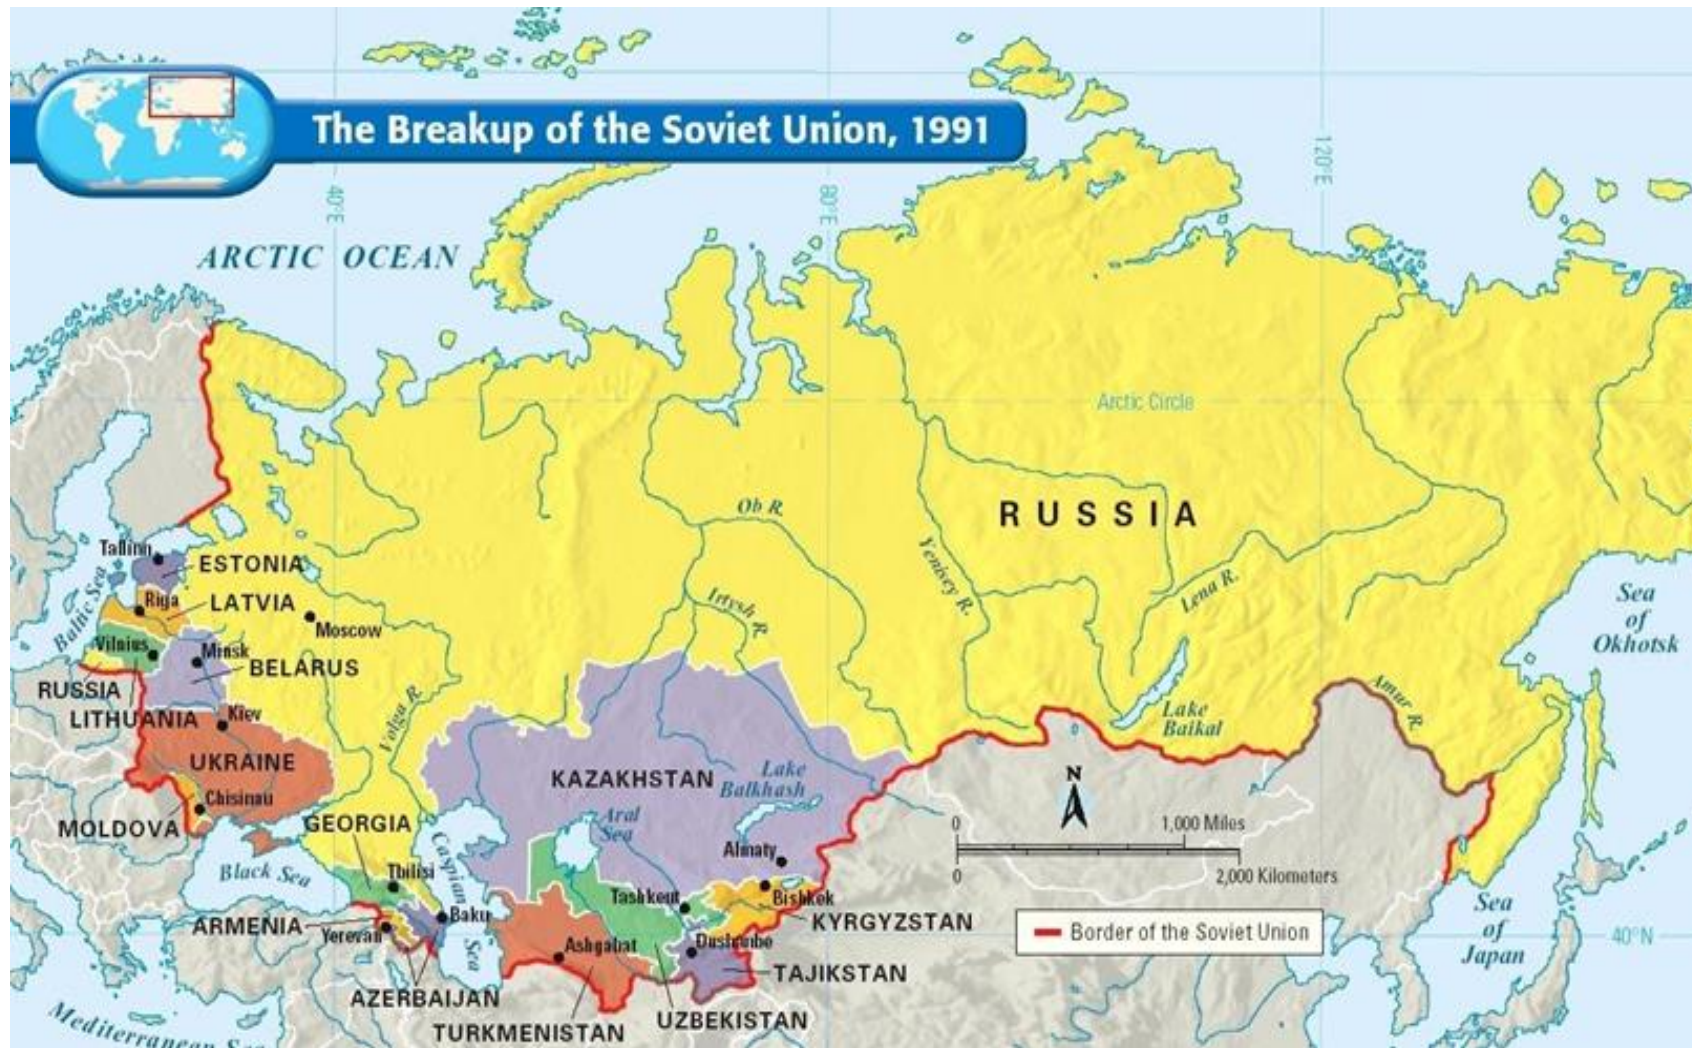 The Breakup of the Soviet Union, 1991
40°E
80°E
120°E
ARCTIC OCEAN
Arctic Circle
RUSSIA
Ob R.
Yenisey R.
Irtysh R.
Lena R.
Sea
of
Okhotsk
Tallinn
ESTONIA
Baltic Sea
Riga
LATVIA
Moscow
Vilnius
Minsk
BELARUS
RUSSIA
LITHUANIA
Kiev
Volga R.
Amur R.
Lake
Baikal
UKRAINE
KAZAKHSTAN
Lake
Balkhash
N
Chisinau
MOLDOVA
GEORGIA
Aral
Sea
0
1,000 Miles
0
2,000 Kilometers
Almaty
Black Sea
Tbilisi
Caspian
Sea
Tashkent
Bishkek
KYRGYZSTAN
ARMENIA
Yerevan
Baku
Ashgabat
Dushanbe
TAJIKSTAN
Border of the Soviet Union
Sea
of
Japan
40°N
AZERBAIJAN
TURKMENISTAN
UZBEKISTAN
Mediterranean Sea